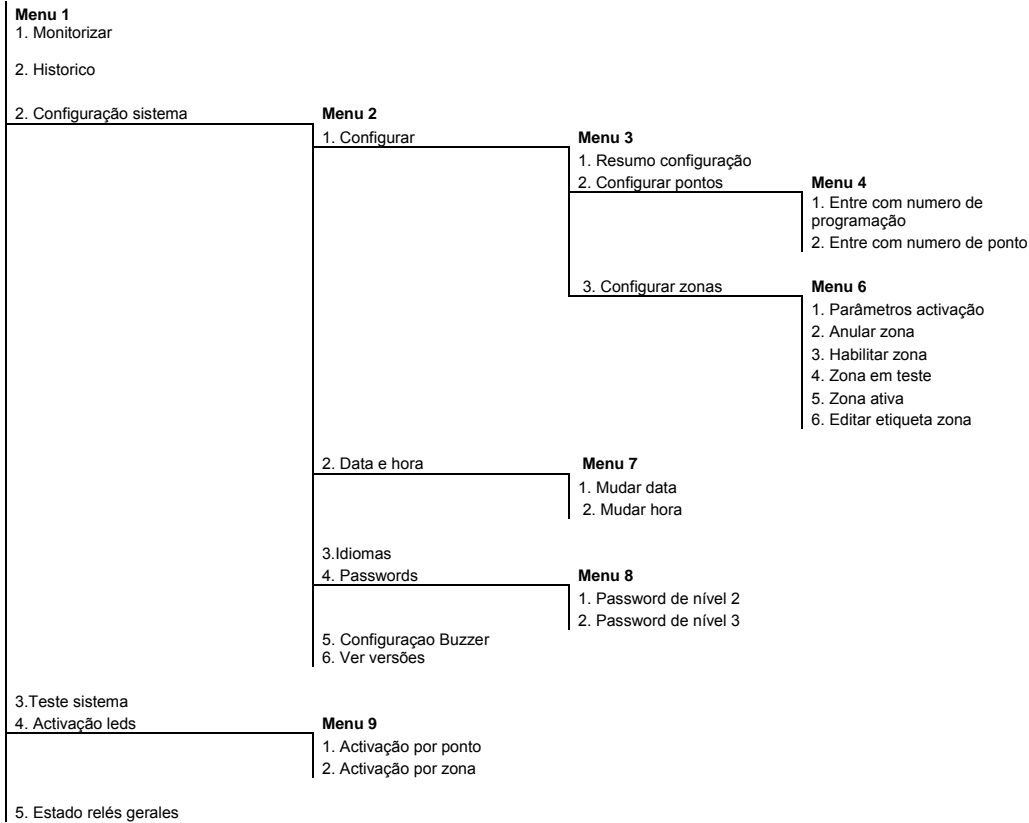 Menu 1
1. Monitorizar
2. Historico
2. Configuração sistema
Menu 2
1. Configurar
Menu 3
1. Resumo configuração
2. Configurar pontos
Menu 4
1. Entre com numero de
programação
2. Entre com numero de ponto
3. Configurar zonas
Menu 6
1. Parâmetros activação
2. Anular zona
3. Habilitar zona
4. Zona em teste
5. Zona ativa
6. Editar etiqueta zona
2. Data e hora
Menu 7
1. Mudar data
2. Mudar hora
3.Idiomas
4. Passwords
Menu 8
1. Password de nível 2
2. Password de nível 3
5. Configuraçao Buzzer
6. Ver versões
3.Teste sistema
4. Activação leds
Menu 9
1. Activação por ponto
2. Activação por zona
5. Estado relés gerales